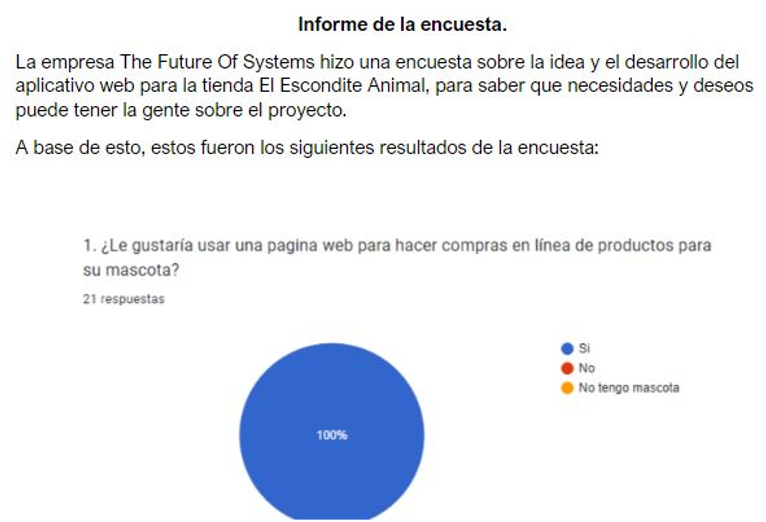 Informe de la encuesta.
La empresa The Future Of Systems hizo una encuesta sobre la idea y el desarrollo del
aplicativo web para la tienda El Escondite Animal, para saber que necesidades y deseos
puede tener la gente sobre el proyecto.
A base de esto, estos fueron los siguientes resultados de la encuesta:
1. ¿Le gustaría usar una pagina web para hacer compras en línea de productos para
su mascota?
21 respuestas
Si
No
No tengo mascota
100%